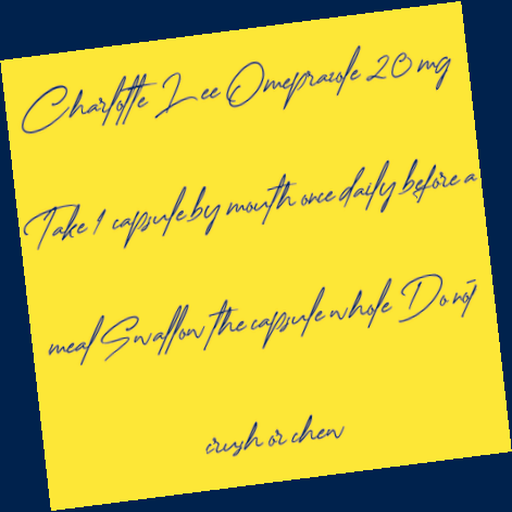 Charlotte Lee Omeprazole 20 mg
Take 1 capsule by mouth once daily before a
meal Swallow the capsule whole Do not
crush or chew